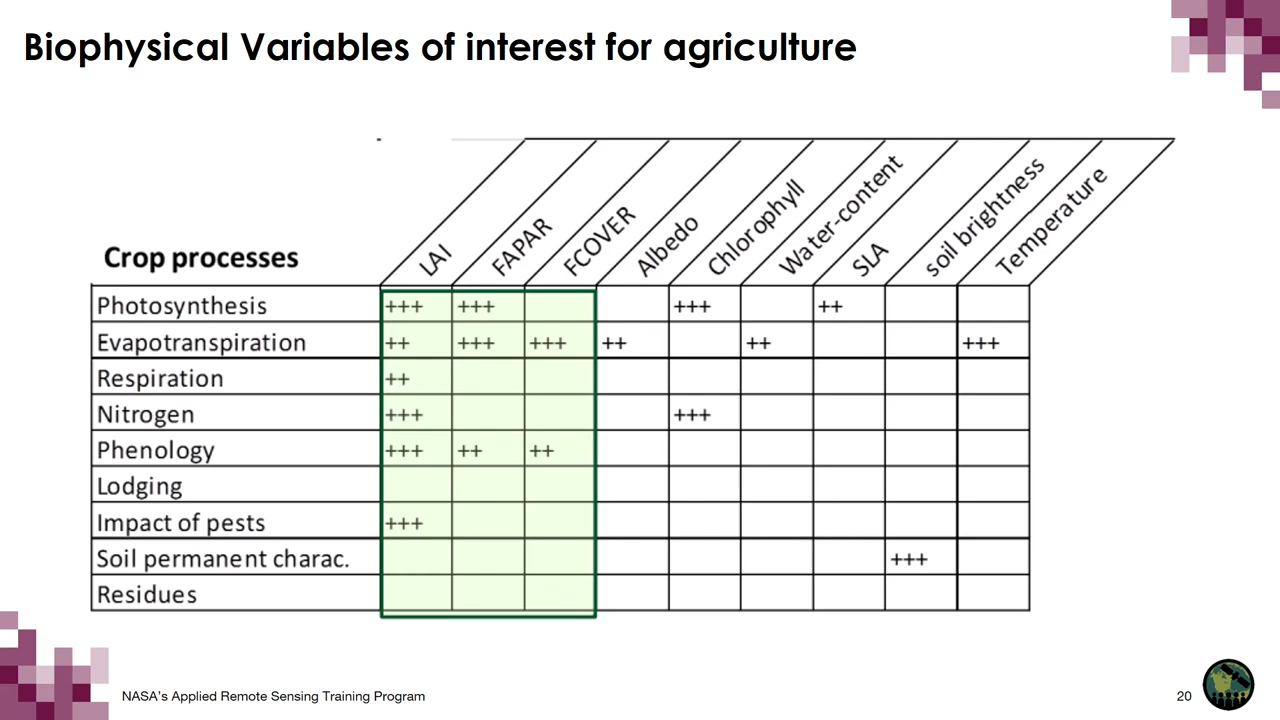 Biophysical Variables of interest for agriculture
Crop processes LAI FAPAR FCOVER Albedo Chlorophyll Water-content SLA soil brightness Temperature
Photosynthesis +++ +++ +++ ++
Evapotranspiration ++ +++ +++ ++ ++ +++
Respiration ++
Nitrogen +++ +++
Phenology +++ ++ ++
Lodging
Impact of pests +++
Soil permanent charac. +++
Residues
NASA's Applied Remote Sensing Training Program 20